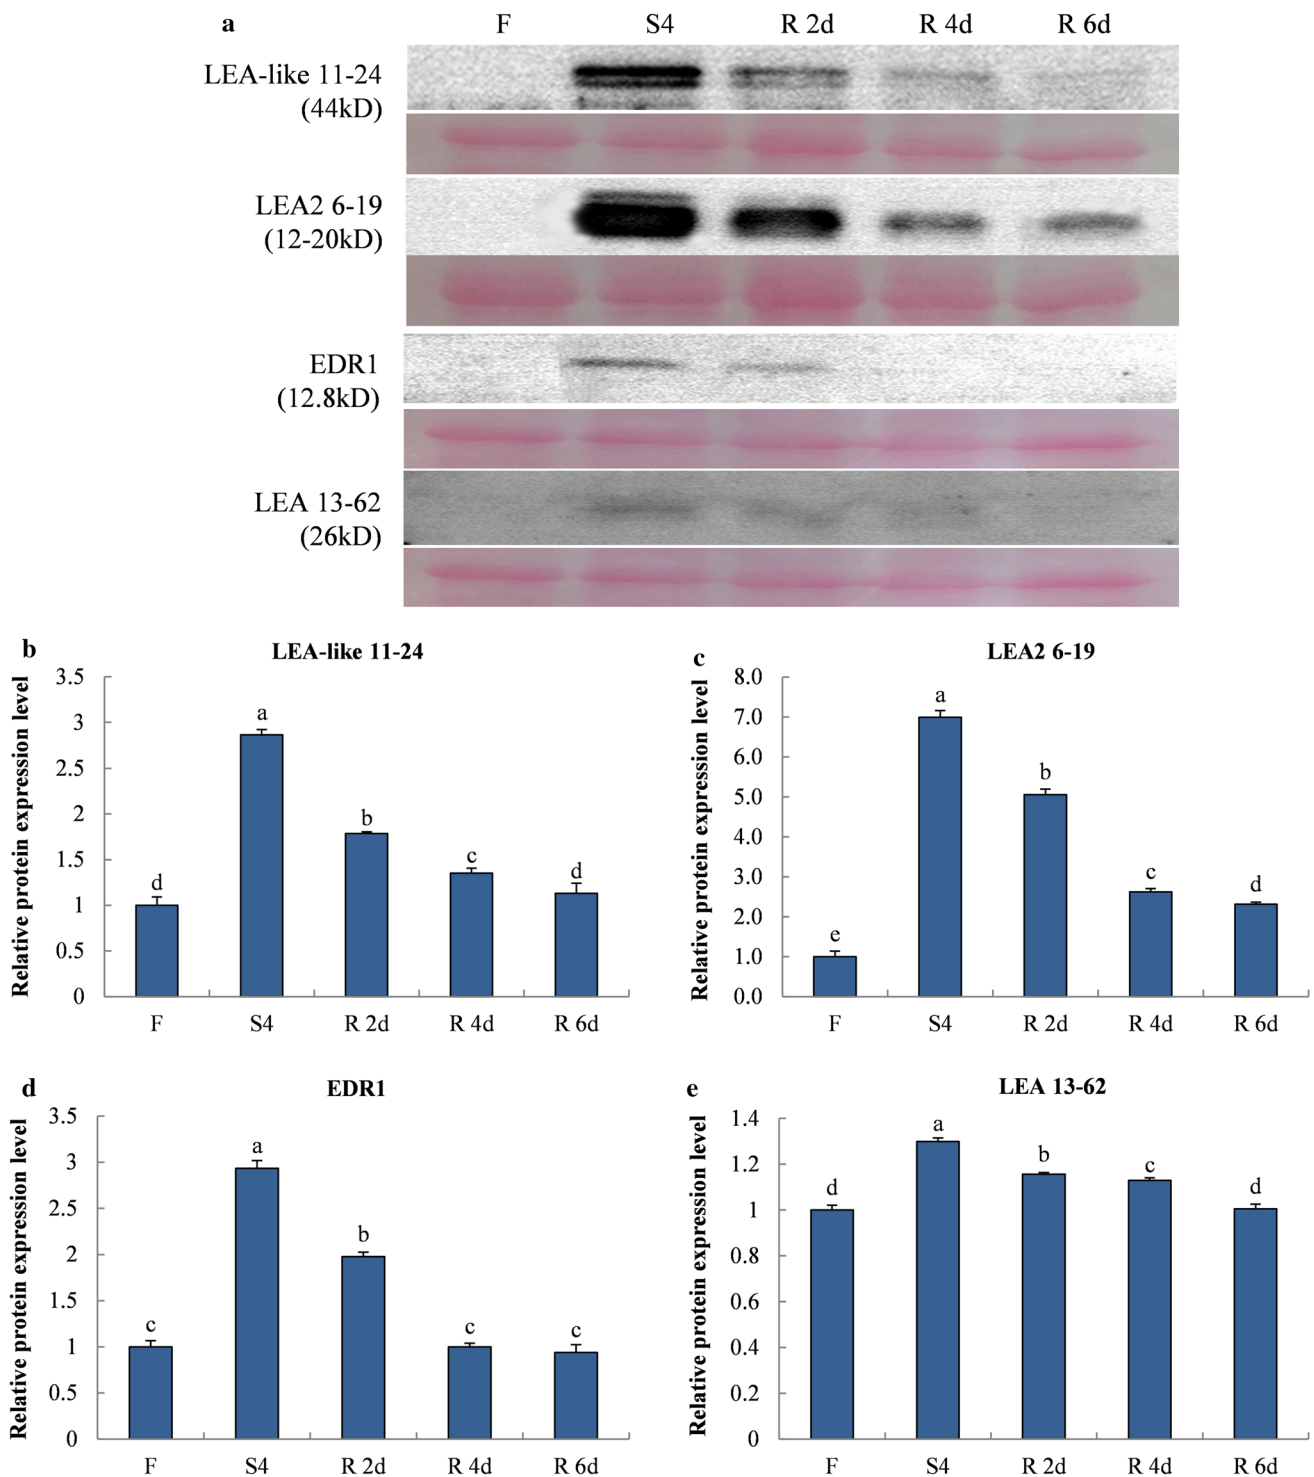 a
F S4 R 2d R 4d R 6d
LEA-like 11-24
(44kD)
LEA2 6-19
(12-20kD)
EDR1
(12.8kD)
LEA 13-62
(26kD)
b
LEA-like 11-24
Relative protein expression level
3.5
3
2.5
2
1.5
1
0.5
0
d a b c d
F S4 R 2d R 4d R 6d
c
LEA2 6-19
Relative protein expression level
8.0
7.0
6.0
5.0
4.0
3.0
2.0
1.0
0.0
e a b c d
F S4 R 2d R 4d R 6d
d
EDR1
Relative protein expression level
3.5
3
2.5
2
1.5
1
0.5
0
c a b c c
F S4 R 2d R 4d R 6d
e
LEA 13-62
Relative protein expression level
1.4
1.2
1
0.8
0.6
0.4
0.2
0
d a b c d
F S4 R 2d R 4d R 6d